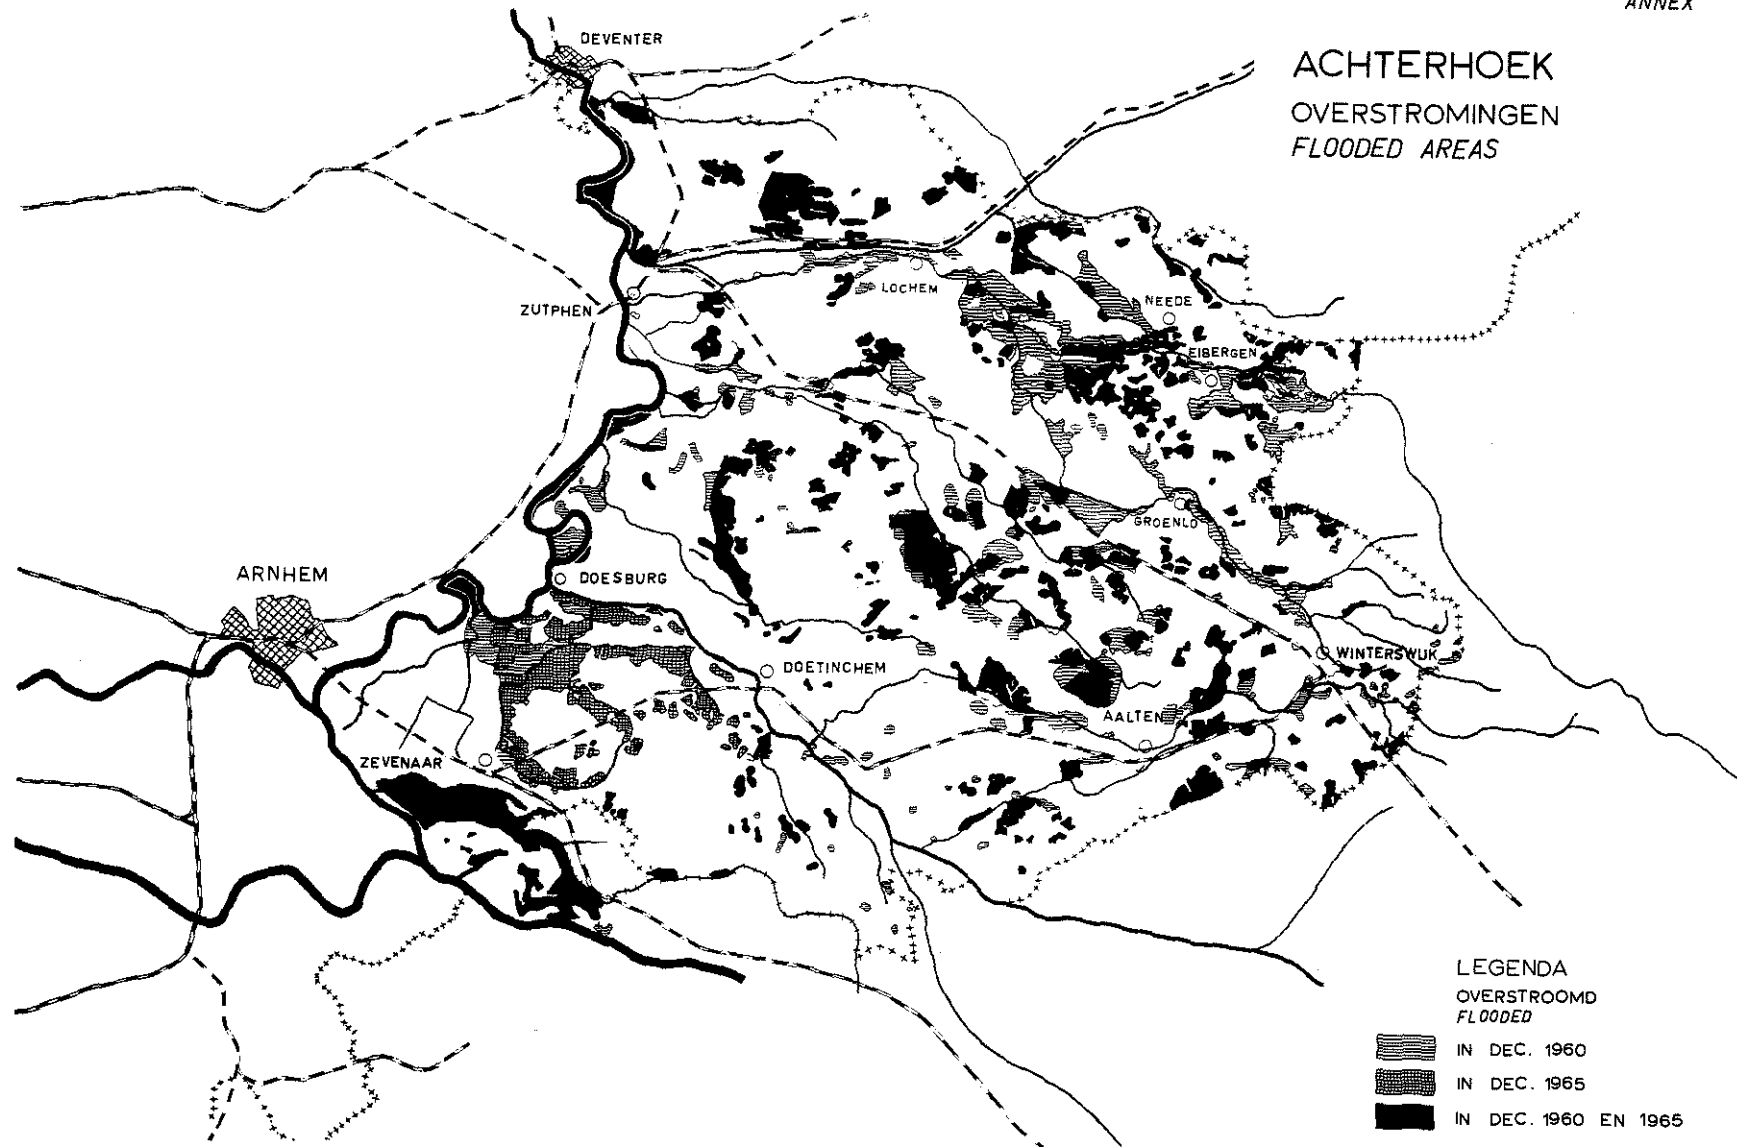 ANNEX
ACHTERHOEK
OVERSTROMINGEN
FLOODED AREAS
DEVENTER
LOCHEM
NEEDE
ZUTPHEN
EIBERGEN
GROENLO
ARNHEM
DOESBURG
WINTERSWIJK
DOETINCHEM
AALTEN
ZEVENAAR
LEGENDA
OVERSTROOMD
FLOODED
IN DEC. 1960
IN DEC. 1965
IN DEC. 1960 EN 1965